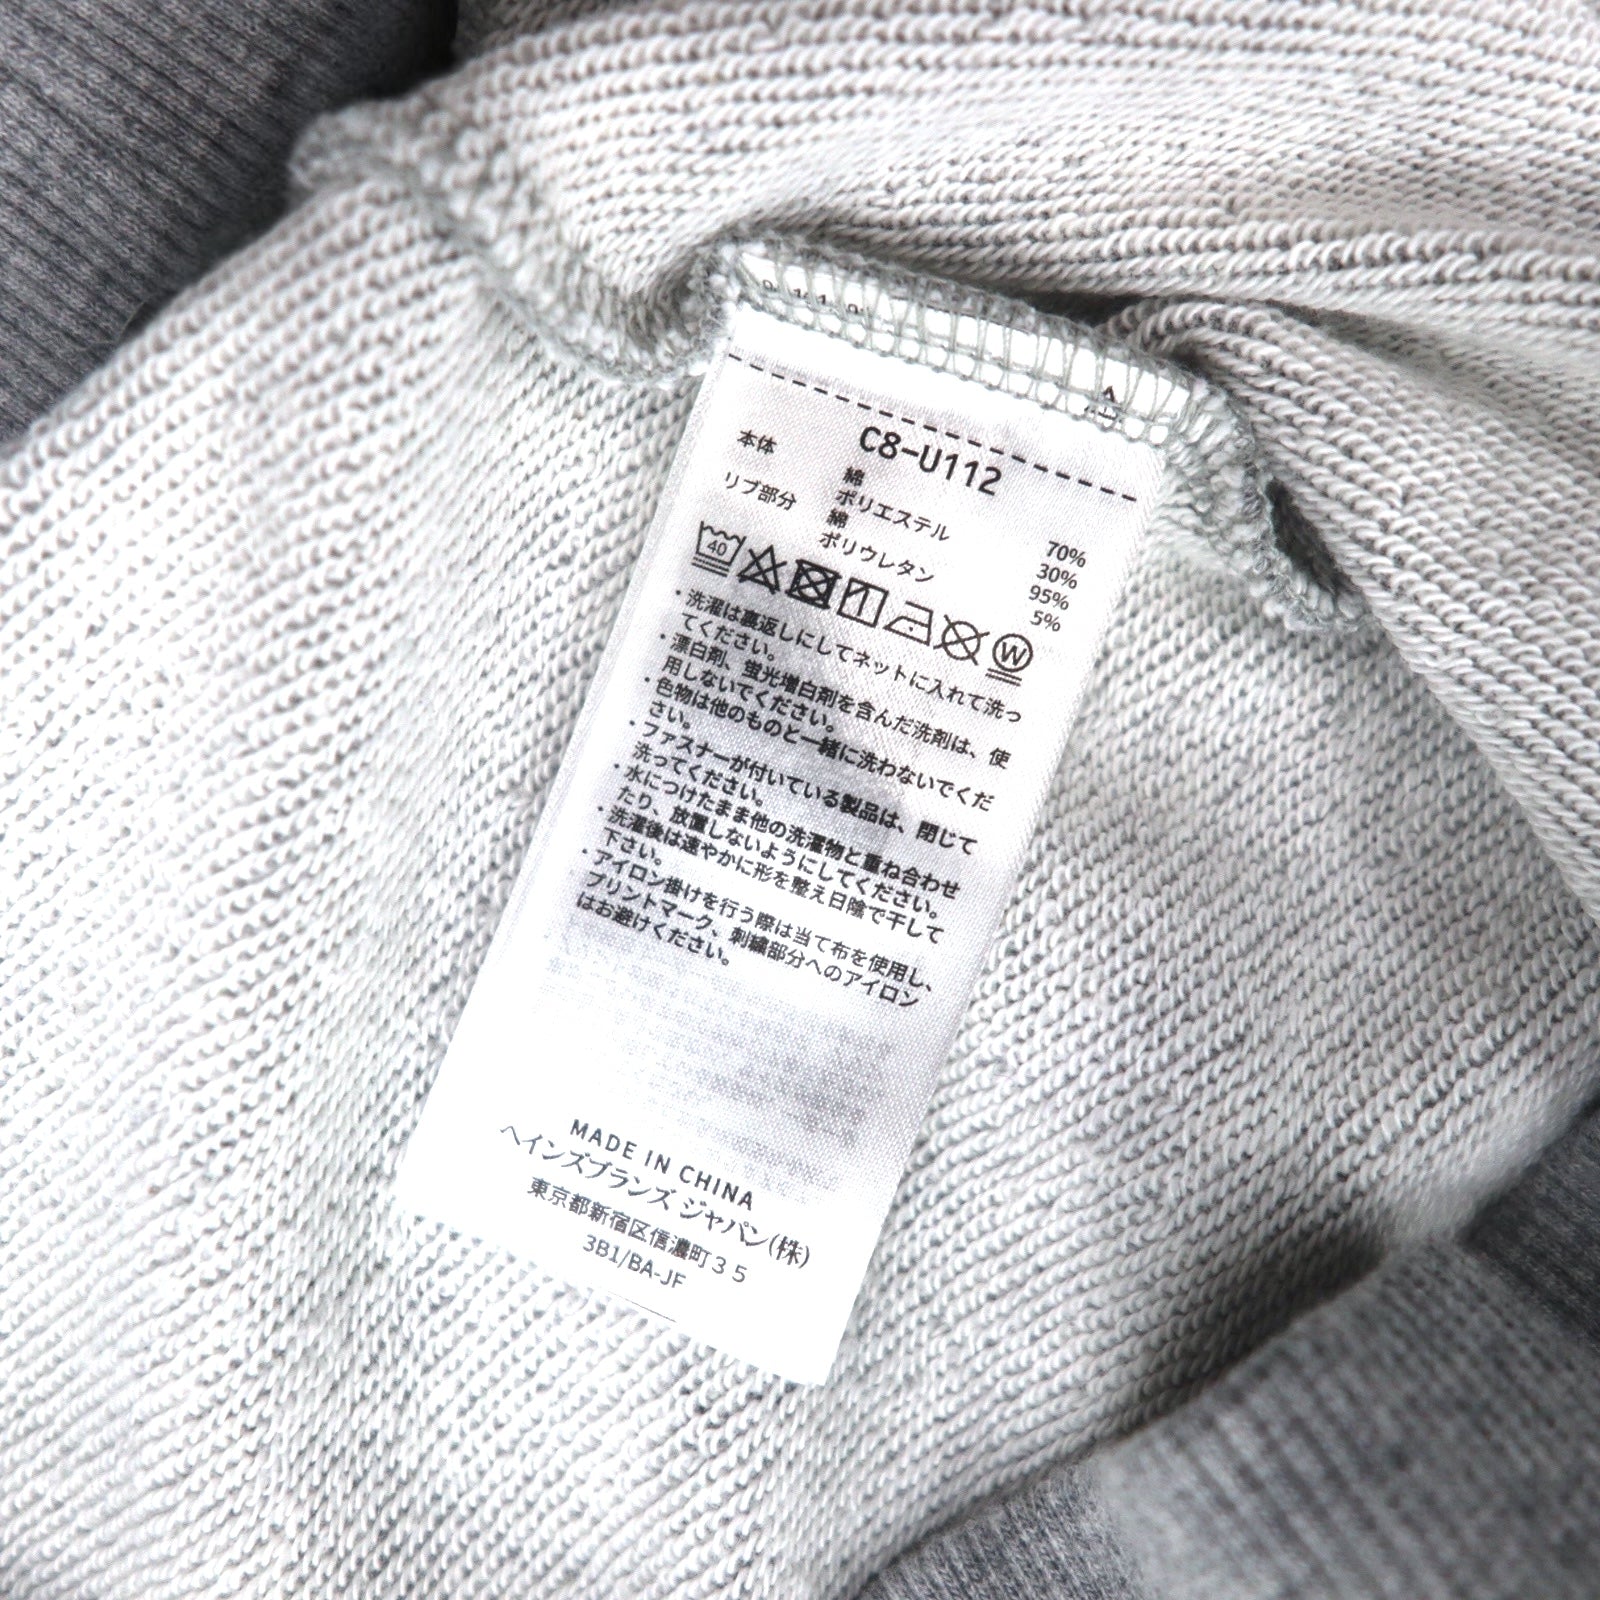 C8-U112
本体 綿 70%
ポリエステル 30%
リブ部分 綿 95%
ポリウレタン 5%
40 W
・洗濯は裏返しにしてネットに入れて洗っ
てください。
・漂白剤、蛍光増白剤を含んだ洗剤は、使
用しないでください。
・色物は他のものと一緒に洗わないでくだ
さい。
・ファスナーが付いている製品は、閉じて
洗ってください。
・水につけたまま他の洗濯物と重ね合わせ
たり、放置しないようにしてください。
・洗濯後は速やかに形を整え日陰で干して
下さい。
・アイロン掛けを行う際は当て布を使用し、
プリントマーク、刺繍部分へのアイロン
はお避けください。
MADE IN CHINA
ヘインズブランズ ジャパン(株)
東京都新宿区信濃町35
3B1/BA-JF